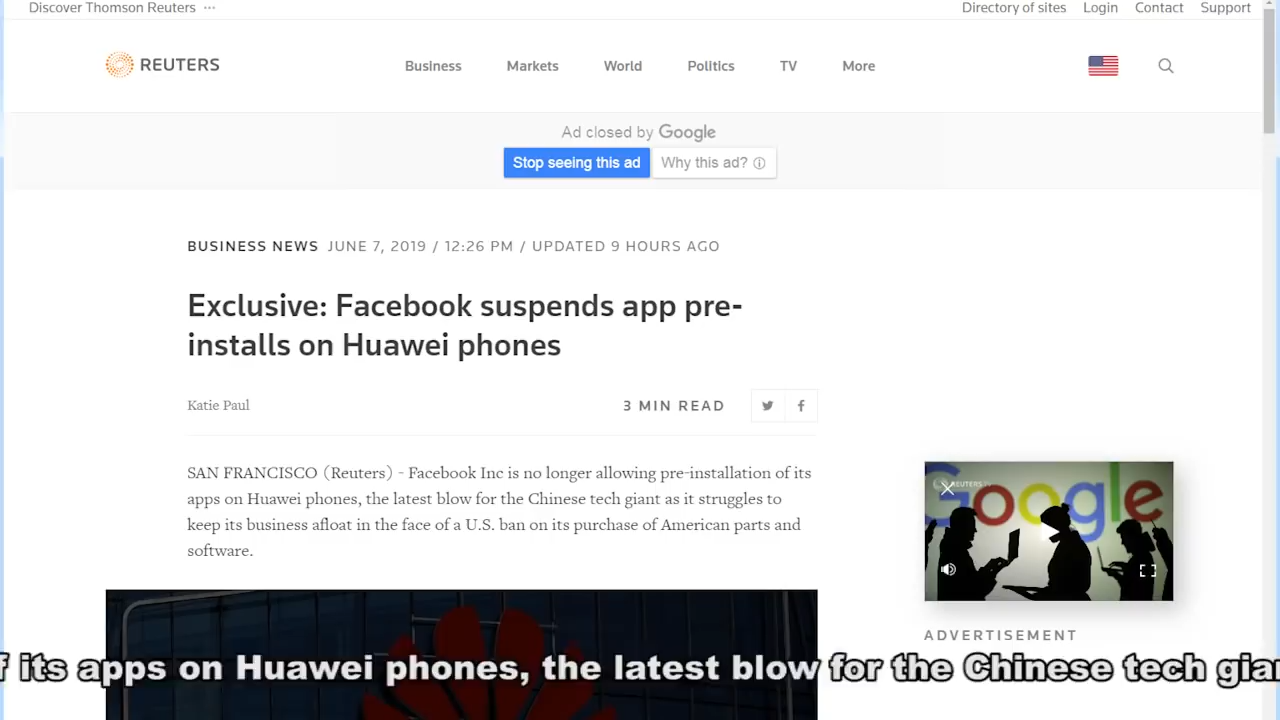 Discover Thomson Reuters ···
Directory of sites Login Contact Support
REUTERS
Business Markets World Politics TV More
Ad closed by Google
Stop seeing this ad Why this ad?
BUSINESS NEWS JUNE 7, 2019 / 12:26 PM / UPDATED 9 HOURS AGO
Exclusive: Facebook suspends app pre-
installs on Huawei phones
Katie Paul
3 MIN READ
SAN FRANCISCO (Reuters) - Facebook Inc is no longer allowing pre-installation of its
apps on Huawei phones, the latest blow for the Chinese tech giant as it struggles to
keep its business afloat in the face of a U.S. ban on its purchase of American parts and
software.
Google
REUTERS
ADVERTISEMENT
its apps on Huawei phones, the latest blow for the Chinese tech